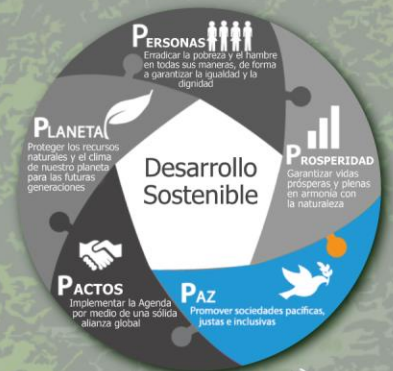 PERSONAS
Erradicar la pobreza y el hambre
en todas sus maneras, de forma
a garantizar la igualdad y la
dignidad
PLANETA
Proteger los recursos
naturales y el clima
de nuestro planeta
para las futuras
generaciones
Desarrollo
Sostenible
PROSPERIDAD
Garantizar vidas
prósperas y plenas
en armonía con
la naturaleza
PACTOS
Implementar la Agenda
por medio de una sólida
alianza global
PAZ
Promover sociedades pacíficas,
justas e inclusivas